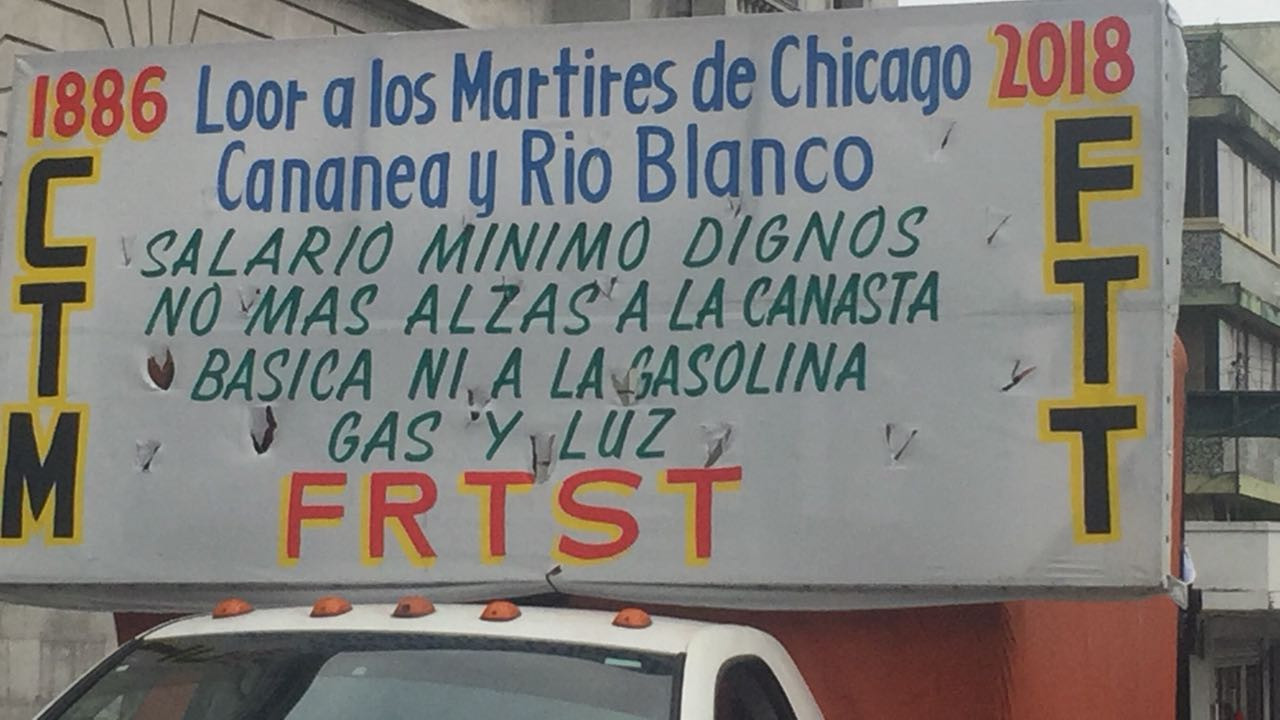 1886 Loor a los Martires de Chicago 2018
Cananea y Rio Blanco
SALARIO MINIMO DIGNOS
NO MAS ALZAS A LA CANASTA
BASICA NI A LA GASOLINA
GAS Y LUZ
FRTST
CTM
FTT